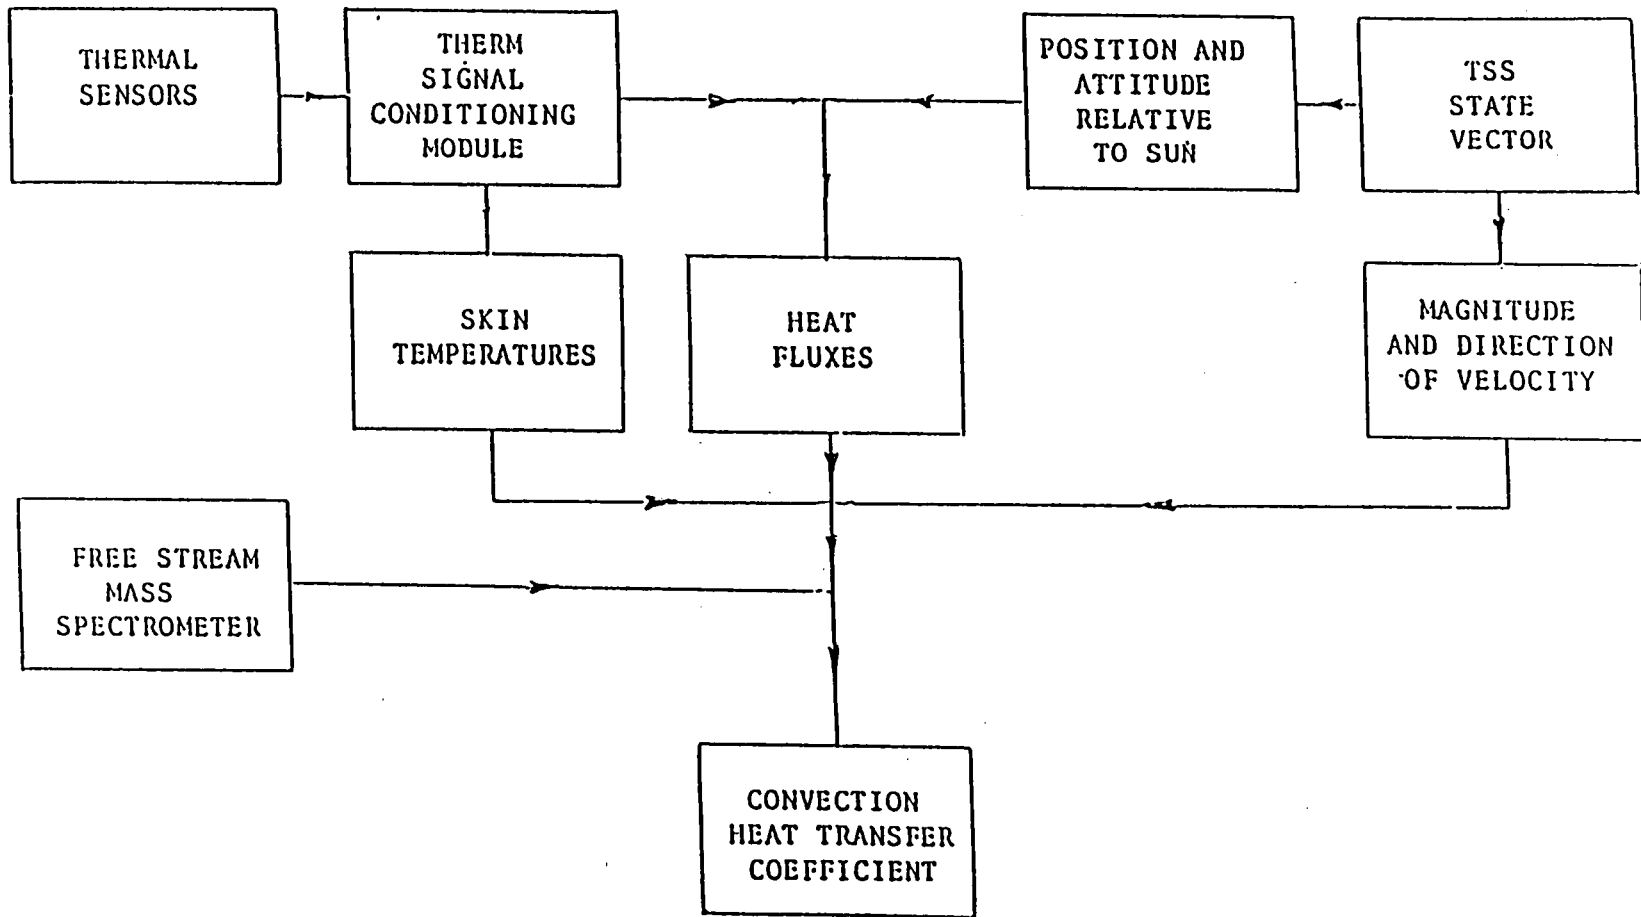 THERMAL
SENSORS
THERM
SIGNAL
CONDITIONING
MODULE
POSITION AND
ATTITUDE
RELATIVE
TO SUN
TSS
STATE
VECTOR
SKIN
TEMPERATURES
HEAT
FLUXES
MAGNITUDE
AND DIRECTION
OF VELOCITY
FREE STREAM
MASS
SPECTROMETER
CONVECTION
HEAT TRANSFER
COEFFICIENT